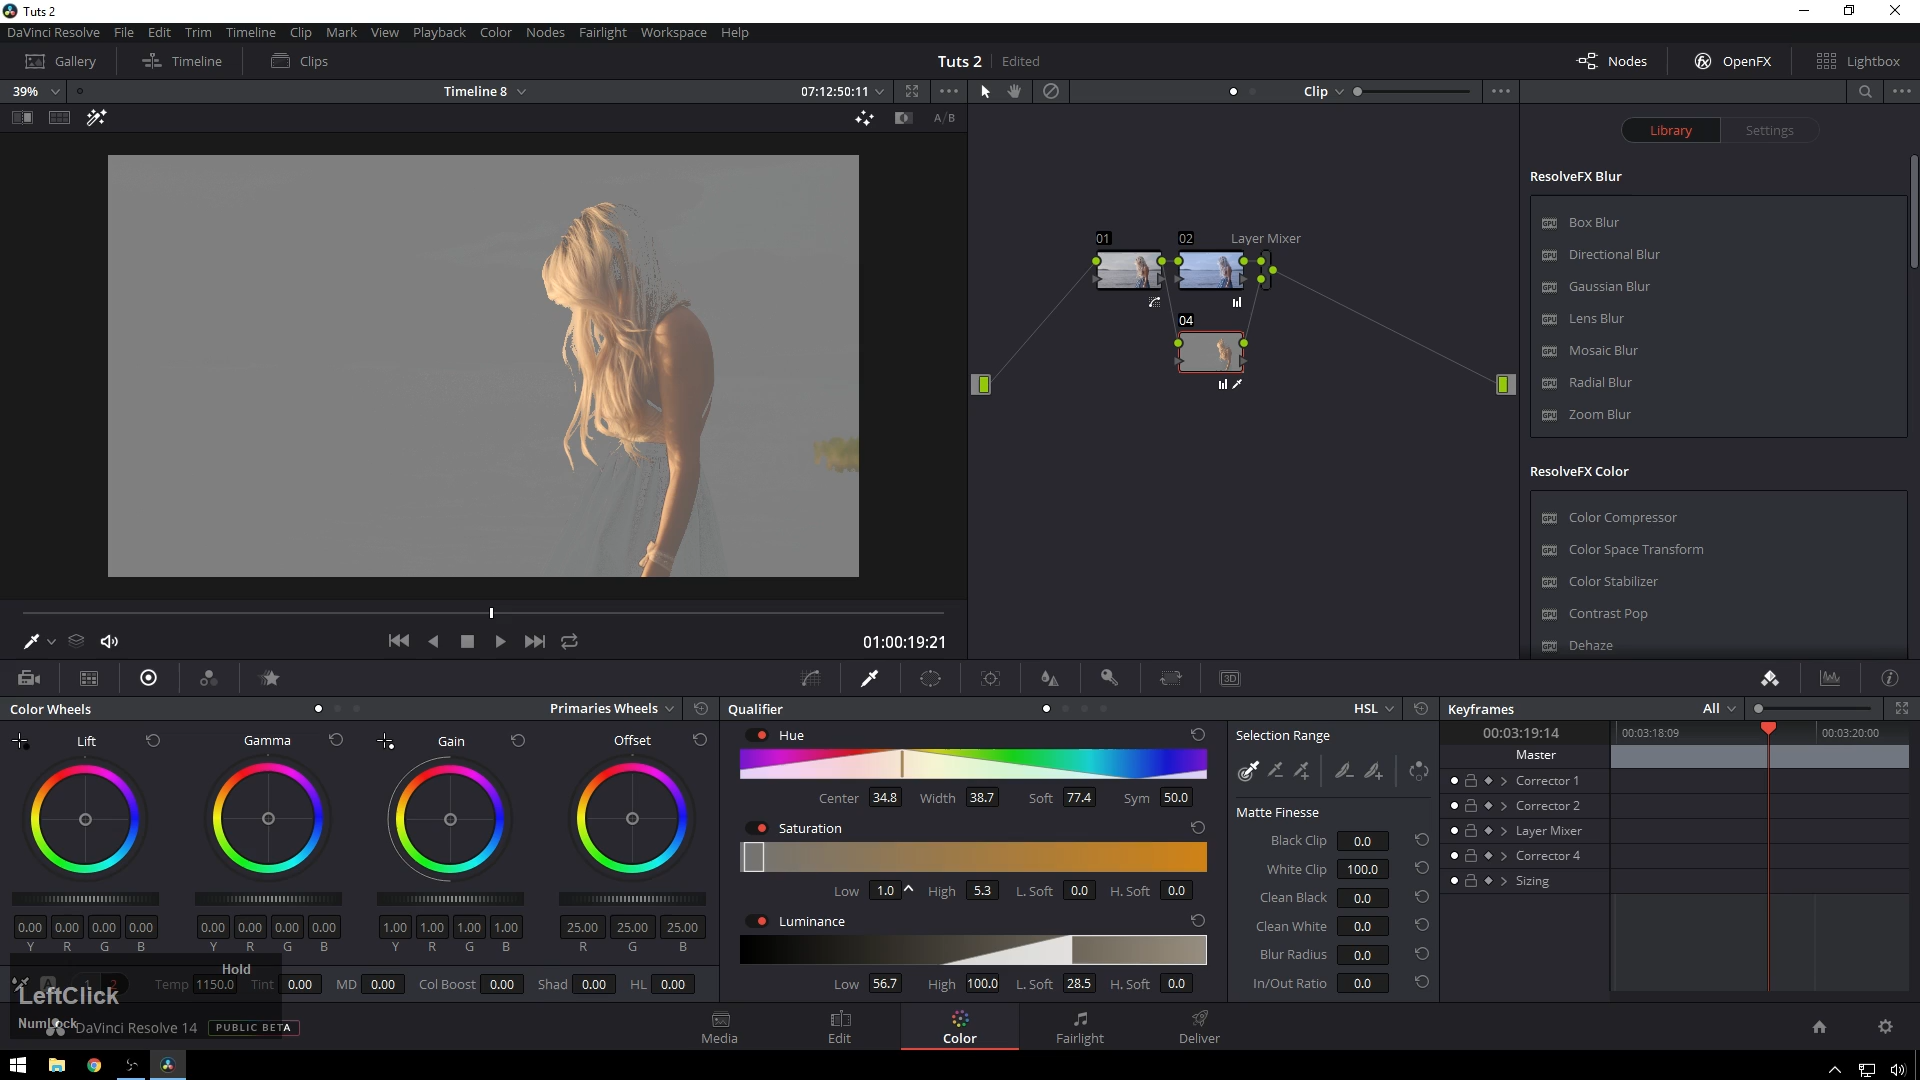 Tuts 2
DaVinci Resolve File Edit Trim Timeline Clip Mark View Playback Color Nodes Fairlight Workspace Help
Gallery Timeline Clips Tuts 2 Edited Nodes OpenFX Lightbox
39% Timeline 8 07:12:50:11 Clip
A/B
Library Settings
ResolveFX Blur
Box Blur
Directional Blur
Gaussian Blur
Lens Blur
Mosaic Blur
Radial Blur
Zoom Blur
ResolveFX Color
Color Compressor
Color Space Transform
Color Stabilizer
Contrast Pop
Dehaze
01 02 Layer Mixer
04
01:00:19:21
3D
Color Wheels Primaries Wheels
Lift Gamma Gain Offset
0.00 0.00 0.00 0.00 0.00 0.00 0.00 0.00 1.00 1.00 1.00 1.00 25.00 25.00 25.00
Y R G B Y R G B Y R G B R G B
A 1 2 Temp 1150.0 Tint 0.00 MD 0.00 Col Boost 0.00 Shad 0.00 HL 0.00
Hold
LeftClick
NumLock
DaVinci Resolve 14 PUBLIC BETA
Qualifier HSL
Hue
Center 34.8 Width 38.7 Soft 77.4 Sym 50.0
Saturation
Low 1.0 High 5.3 L. Soft 0.0 H. Soft 0.0
Luminance
Low 56.7 High 100.0 L. Soft 28.5 H. Soft 0.0
Selection Range
Matte Finesse
Black Clip 0.0
White Clip 100.0
Clean Black 0.0
Clean White 0.0
Blur Radius 0.0
In/Out Ratio 0.0
Keyframes All
00:03:19:14 00:03:18:09 00:03:20:00
Master
Corrector 1
Corrector 2
Layer Mixer
Corrector 4
Sizing
Media Edit Color Fairlight Deliver